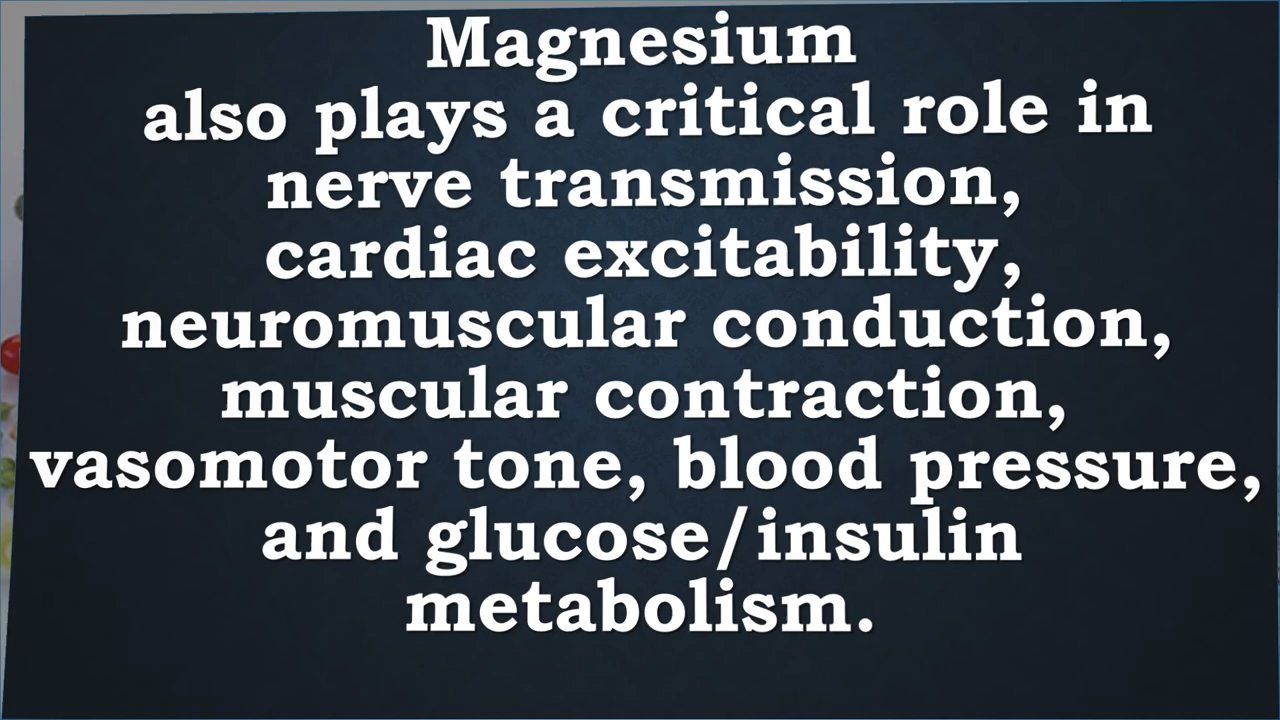 Magnesium
also plays a critical role in
nerve transmission,
cardiac excitability,
neuromuscular conduction,
muscular contraction,
vasomotor tone, blood pressure,
and glucose/insulin
metabolism.